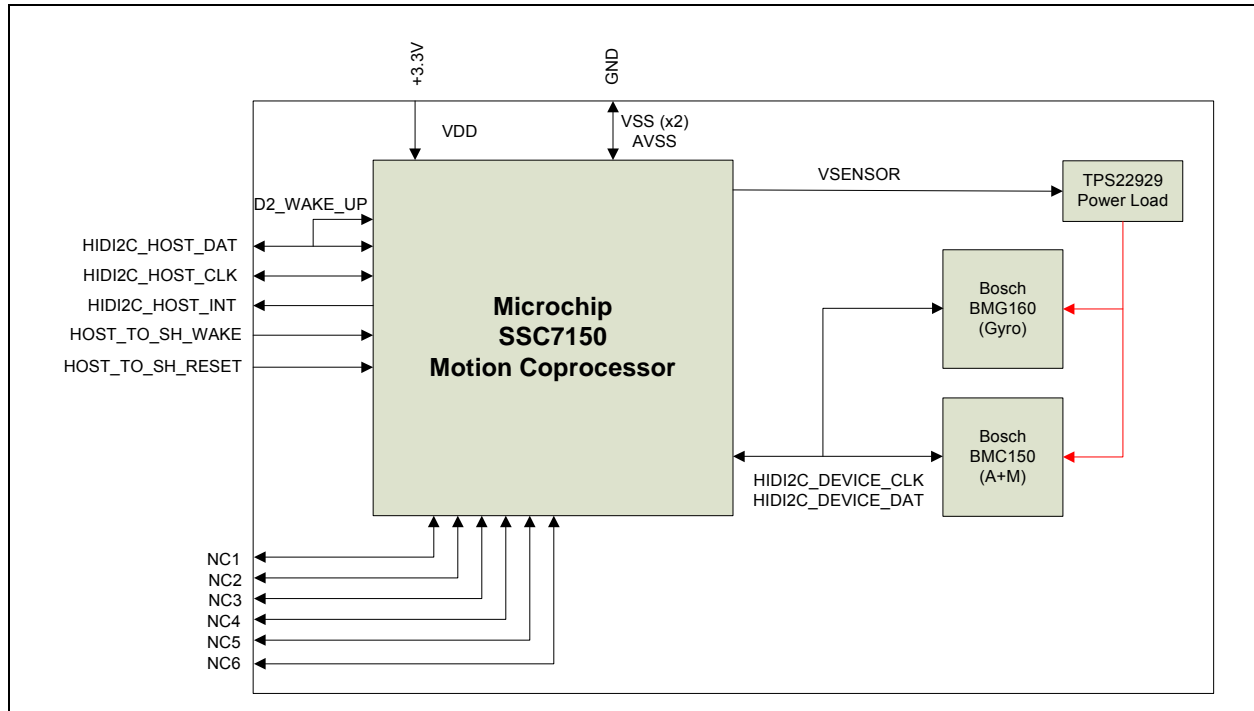 +3.3V
GND
VDD
VSS (x2)
AVSS
VSENSOR
TPS22929
Power Load
D2_WAKE_UP
HIDI2C_HOST_DAT
HIDI2C_HOST_CLK
HIDI2C_HOST_INT
HOST_TO_SH_WAKE
HOST_TO_SH_RESET
Microchip
SSC7150
Motion Coprocessor
Bosch
BMG160
(Gyro)
Bosch
BMC150
(A+M)
HIDI2C_DEVICE_CLK
HIDI2C_DEVICE_DAT
NC1
NC2
NC3
NC4
NC5
NC6